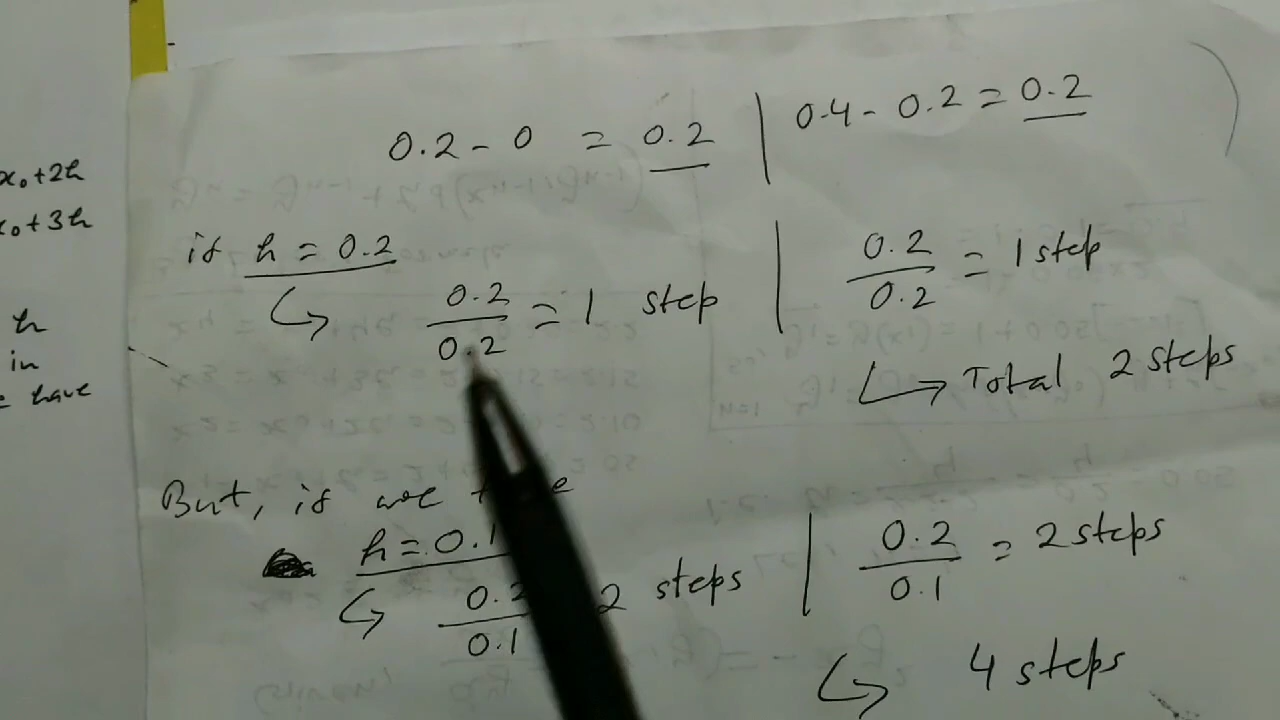 x₀+2h
x₀+3h
h
in
have
0.2 - 0 = 0.2 | 0.4 - 0.2 = 0.2
if h = 0.2
0.2/0.2 = 1 step | 0.2/0.2 = 1 step
↳ Total 2 steps
But, if we
h = 0.1
0.2/0.1 2 steps | 0.2/0.1 = 2 steps
↳ 4 steps